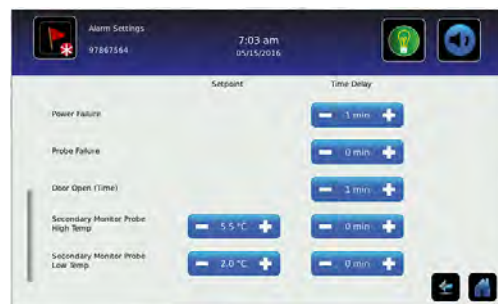 Alarm Settings
97867564
7:03 am
05/15/2016
Setpoint Time Delay
Power Failure − 1 min +
Probe Failure − 0 min +
Door Open (Time) − 1 min +
Secondary Monitor Probe
High Temp − 5.5 °C + − 0 min +
Secondary Monitor Probe
Low Temp − 2.0 °C + − 0 min +